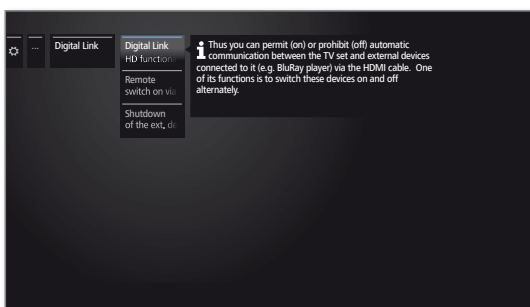 ...
Digital Link
Digital Link
HD function
Remote
switch on via
Shutdown
of the ext. de
i Thus you can permit (on) or prohibit (off) automatic
communication between the TV set and external devices
connected to it (e.g. BluRay player) via the HDMI cable. One
of its functions is to switch these devices on and off
alternately.